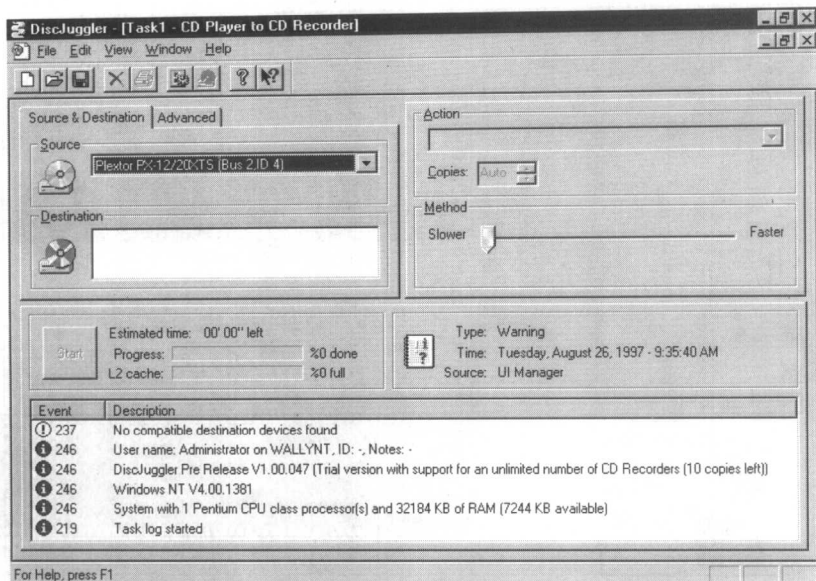 DiscJuggler - [Task1 - CD Player to CD Recorder]
File Edit View Window Help
Source & Destination Advanced
Source
Plextor PX-12/20XTS (Bus 2,ID 4)
Destination
Action
Copies: Auto
Method
Slower Faster
Start
Estimated time: 00' 00'' left
Progress: %0 done
L2 cache: %0 full
Type: Warning
Time: Tuesday, August 26, 1997 - 9:35:40 AM
Source: UI Manager
Event Description
237 No compatible destination devices found
246 User name: Administrator on WALLYNT, ID: -, Notes: -
246 DiscJuggler Pre Release V1.00.047 (Trial version with support for an unlimited number of CD Recorders (10 copies left))
246 Windows NT V4.00.1381
246 System with 1 Pentium CPU class processor(s) and 32184 KB of RAM (7244 KB available)
219 Task log started
For Help, press F1